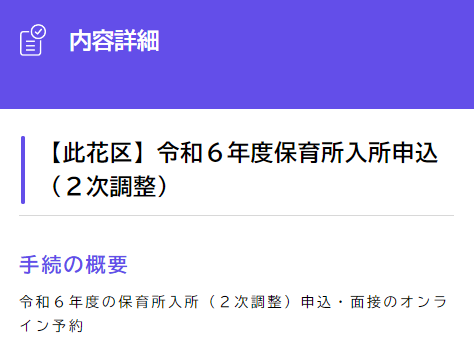 内容詳細
【此花区】令和６年度保育所入所申込
（２次調整）
手続の概要
令和６年度の保育所入所（２次調整）申込・面接のオンラ
イン予約